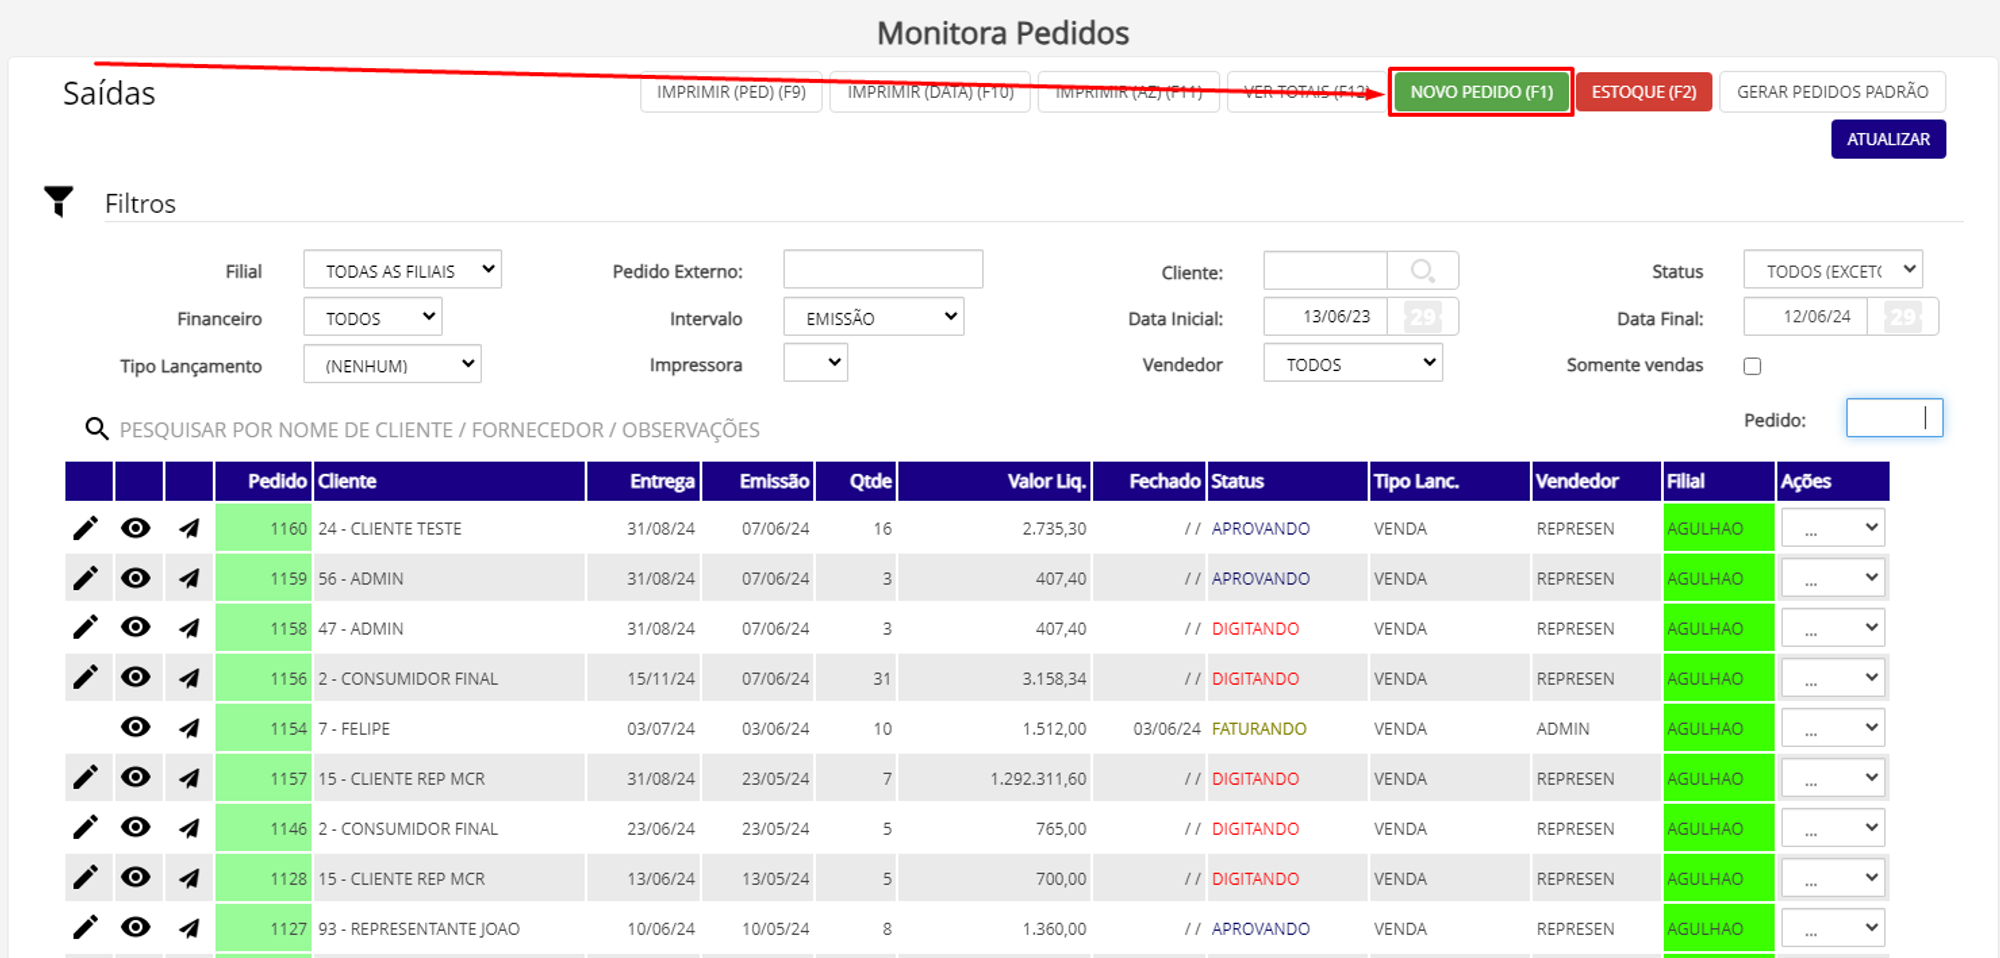 Monitora Pedidos
Saídas
IMPRIMIR (PED) (F9) IMPRIMIR (DATA) (F10) IMPRIMIR (AZ) (F11) VER TOTAIS (F12) NOVO PEDIDO (F1) ESTOQUE (F2) GERAR PEDIDOS PADRÃO
ATUALIZAR
Filtros
Filial TODAS AS FILIAIS Pedido Externo: Cliente: Status TODOS (EXCET(
Financeiro TODOS Intervalo EMISSÃO Data Inicial: 13/06/23 29 Data Final: 12/06/24 29
Tipo Lançamento (NENHUM) Impressora Vendedor TODOS Somente vendas
Pedido:
PESQUISAR POR NOME DE CLIENTE / FORNECEDOR / OBSERVAÇÕES
Pedido Cliente Entrega Emissão Qtde Valor Liq. Fechado Status Tipo Lanc. Vendedor Filial Ações
1160 24 - CLIENTE TESTE 31/08/24 07/06/24 16 2.735,30 / / APROVANDO VENDA REPRESEN AGULHAO ...
1159 56 - ADMIN 31/08/24 07/06/24 3 407,40 / / APROVANDO VENDA REPRESEN AGULHAO ...
1158 47 - ADMIN 31/08/24 07/06/24 3 407,40 / / DIGITANDO VENDA REPRESEN AGULHAO ...
1156 2 - CONSUMIDOR FINAL 15/11/24 07/06/24 31 3.158,34 / / DIGITANDO VENDA REPRESEN AGULHAO ...
1154 7 - FELIPE 03/07/24 03/06/24 10 1.512,00 03/06/24 FATURANDO VENDA ADMIN AGULHAO ...
1157 15 - CLIENTE REP MCR 31/08/24 23/05/24 7 1.292.311,60 / / DIGITANDO VENDA REPRESEN AGULHAO ...
1146 2 - CONSUMIDOR FINAL 23/06/24 23/05/24 5 765,00 / / DIGITANDO VENDA REPRESEN AGULHAO ...
1128 15 - CLIENTE REP MCR 13/06/24 13/05/24 5 700,00 / / DIGITANDO VENDA REPRESEN AGULHAO ...
1127 93 - REPRESENTANTE JOAO 10/06/24 10/05/24 8 1.360,00 / / APROVANDO VENDA REPRESEN AGULHAO ...